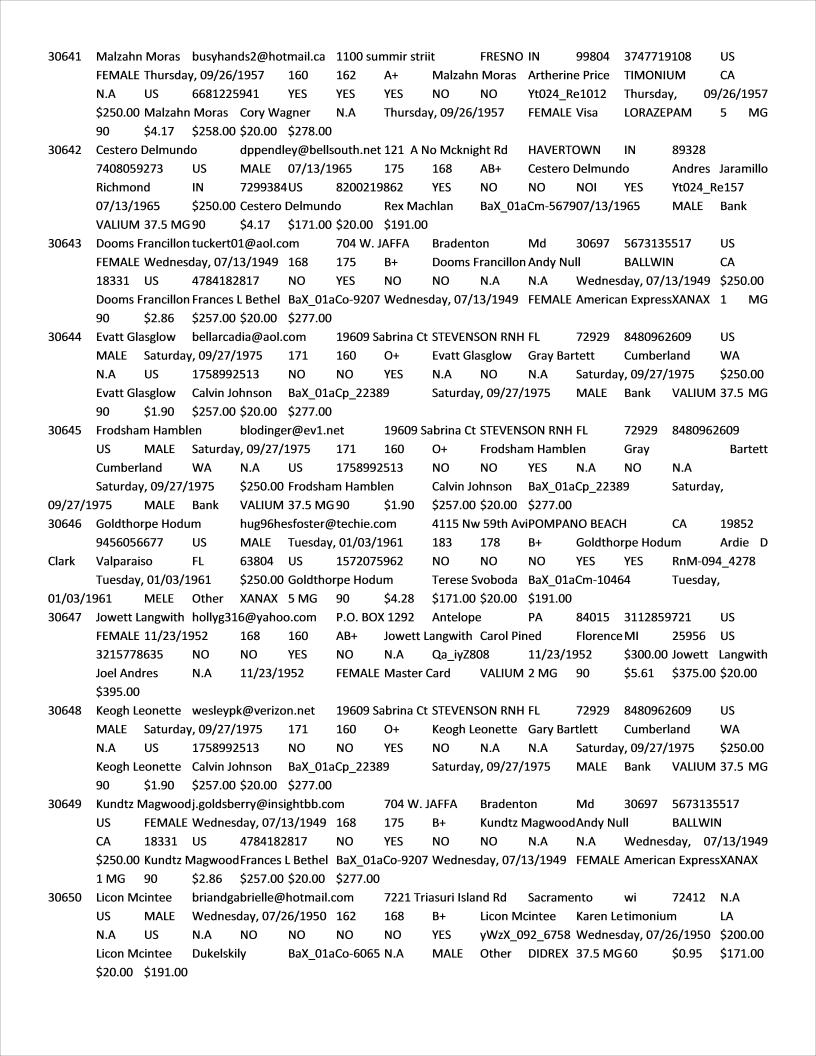 30641 Malzahn Moras busyhands2@hotmail.ca 1100 summir striit FRESNO IN 99804 3747719108 US
FEMALE Thursday, 09/26/1957 160 162 A+ Malzahn Moras Artherine Price TIMONIUM CA
N.A US 6681225941 YES YES YES NO NO Yt024_Re1012 Thursday, 09/26/1957
$250.00 Malzahn Moras Cory Wagner N.A Thursday, 09/26/1957 FEMALE Visa LORAZEPAM 5 MG
90 $4.17 $258.00 $20.00 $278.00
30642 Cestero Delmundo dppendley@bellsouth.net 121 A No Mcknight Rd HAVERTOWN IN 89328
7408059273 US MALE 07/13/1965 175 168 AB+ Cestero Delmundo Andres Jaramillo
Richmond IN 7299384US 8200219862 YES NO NO NOI YES Yt024_Re157
07/13/1965 $250.00 Cestero Delmundo Rex Machlan BaX_01aCm-567907/13/1965 MALE Bank
VALIUM 37.5 MG 90 $4.17 $171.00 $20.00 $191.00
30643 Dooms Francillon tuckert01@aol.com 704 W. JAFFA Bradenton Md 30697 5673135517 US
FEMALE Wednesday, 07/13/1949 168 175 B+ Dooms Francillon Andy Null BALLWIN CA
18331 US 4784182817 NO YES NO NO N.A N.A Wednesday, 07/13/1949 $250.00
Dooms Francillon Frances L Bethel BaX_01aCo-9207 Wednesday, 07/13/1949 FEMALE American ExpressXANAX 1 MG
90 $2.86 $257.00 $20.00 $277.00
30644 Evatt Glasgow bellarcadia@aol.com 19609 Sabrina Ct STEVENSON RNH FL 72929 8480962609 US
MALE Saturday, 09/27/1975 171 160 O+ Evatt Glasgow Gray Bartett Cumberland WA
N.A US 1758992513 NO NO YES N.A NO N.A Saturday, 09/27/1975 $250.00
Evatt Glasgow Calvin Johnson BaX_01aCp_22389 Saturday, 09/27/1975 MALE Bank VALIUM 37.5 MG
90 $1.90 $257.00 $20.00 $277.00
30645 Frodsham Hamblen blodinger@ev1.net 19609 Sabrina Ct STEVENSON RNH FL 72929 8480962609
US MALE Saturday, 09/27/1975 171 160 O+ Frodsham Hamblen Gray Bartett
Cumberland WA N.A US 1758992513 NO NO YES N.A NO N.A
Saturday, 09/27/1975 $250.00 Frodsham Hamblen Calvin Johnson BaX_01aCp_22389 Saturday,
09/27/1975 MALE Bank VALIUM 37.5 MG 90 $1.90 $257.00 $20.00 $277.00
30646 Goldthorpe Hodum hug96hesfoster@techie.com 4115 Nw 59th AviPOMPANO BEACH CA 19852
9456056677 US MALE Tuesday, 01/03/1961 183 178 B+ Goldthorpe Hodum Ardie D
Clark Valparaiso FL 63804 US 1572075962 NO NO NO YES YES RnM-094_4278
Tuesday, 01/03/1961 $250.00 Goldthorpe Hodum Terese Svoboda BaX_01aCm-10464 Tuesday,
01/03/1961 MELE Other XANAX 5 MG 90 $4.28 $171.00 $20.00 $191.00
30647 Jowett Langwith hollyg316@yahoo.com P.O. BOX 1292 Antelope PA 84015 3112859721 US
FEMALE 11/23/1952 168 160 AB+ Jowett Langwith Carol Pined Florence MI 25956 US
3215778635 NO NO YES NO N.A Qa_iyZ808 11/23/1952 $300.00 Jowett Langwith
Joel Andres N.A 11/23/1952 FEMALE Master Card VALIUM 2 MG 90 $5.61 $375.00 $20.00
$395.00
30648 Keogh Leonette wesleypk@verizon.net 19609 Sabrina Ct STEVENSON RNH FL 72929 8480962609
MALE Saturday, 09/27/1975 171 160 O+ Keogh Leonette Gary Bartlett Cumberland WA
N.A US 1758992513 NO NO YES NO N.A N.A Saturday, 09/27/1975 $250.00
Keogh Leonette Calvin Johnson BaX_01aCp_22389 Saturday, 09/27/1975 MALE Bank VALIUM 37.5 MG
90 $1.90 $257.00 $20.00 $277.00
30649 Kundtz Magwoodj.goldsberry@insightbb.com 704 W. JAFFA Bradenton Md 30697 5673135517
US FEMALE Wednesday, 07/13/1949 168 175 B+ Kundtz MagwoodAndy Null BALLWIN
CA 18331 US 4784182817 NO YES NO NO N.A N.A Wednesday, 07/13/1949
$250.00 Kundtz MagwoodFrances L Bethel BaX_01aCo-9207 Wednesday, 07/13/1949 FEMALE American ExpressXANAX
1 MG 90 $2.86 $257.00 $20.00 $277.00
30650 Licon Mcintee briandgabrielle@hotmail.com 7221 Triasuri Island Rd Sacramento wi 72412 N.A
US MALE Wednesday, 07/26/1950 162 168 B+ Licon Mcintee Karen Le timonium LA
N.A US N.A NO NO NO NO YES yWzX_092_6758 Wednesday, 07/26/1950 $200.00
Licon Mcintee Dukelskily BaX_01aCo-6065 N.A MALE Other DIDREX 37.5 MG 60 $0.95 $171.00
$20.00 $191.00